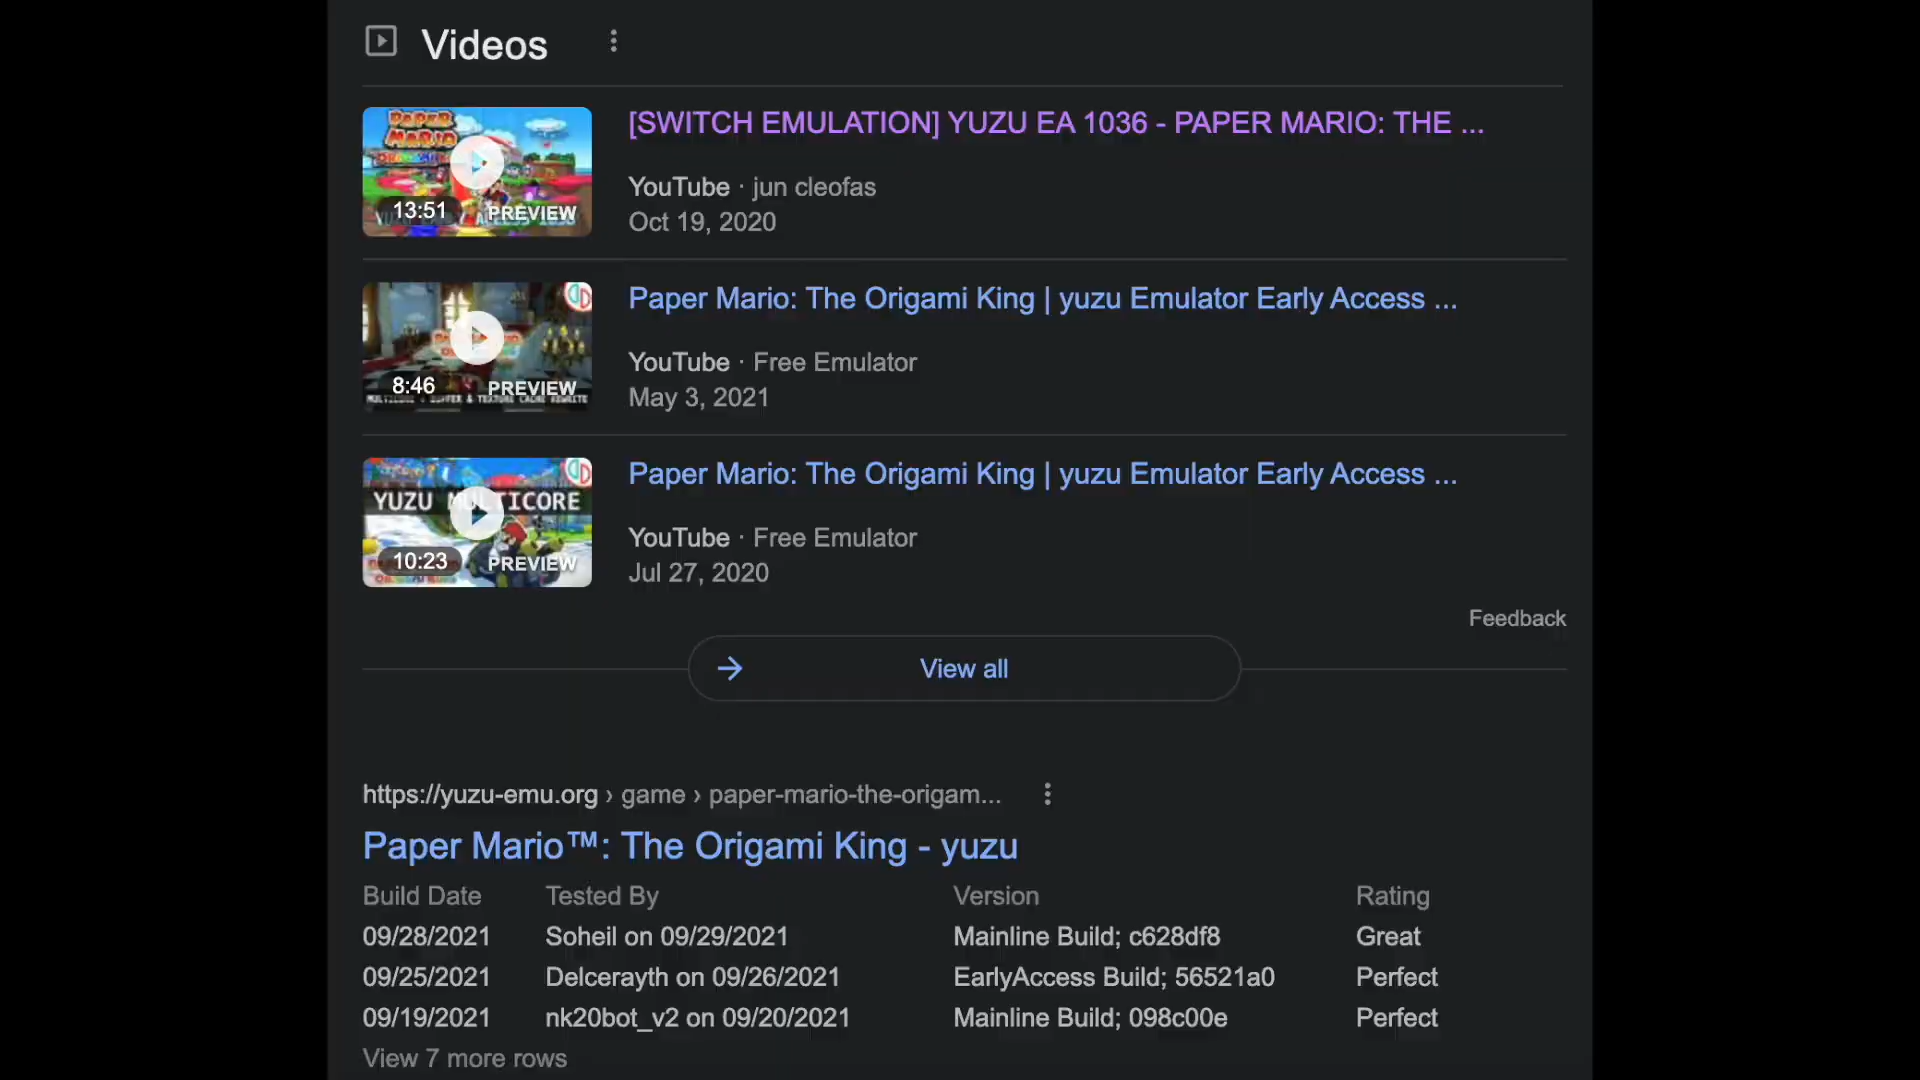 Videos
PAPER
MARIO
13:51
PREVIEW
[SWITCH EMULATION] YUZU EA 1036 - PAPER MARIO: THE ...
YouTube · jun cleofas
Oct 19, 2020
8:46
PREVIEW
Paper Mario: The Origami King | yuzu Emulator Early Access ...
YouTube · Free Emulator
May 3, 2021
YUZU MULTICORE
10:23
PREVIEW
Paper Mario: The Origami King | yuzu Emulator Early Access ...
YouTube · Free Emulator
Jul 27, 2020
Feedback
View all
https://yuzu-emu.org › game › paper-mario-the-origam...
Paper Mario™: The Origami King - yuzu
Build Date Tested By Version Rating
09/28/2021 Soheil on 09/29/2021 Mainline Build; c628df8 Great
09/25/2021 Delcerayth on 09/26/2021 EarlyAccess Build; 56521a0 Perfect
09/19/2021 nk20bot_v2 on 09/20/2021 Mainline Build; 098c00e Perfect
View 7 more rows